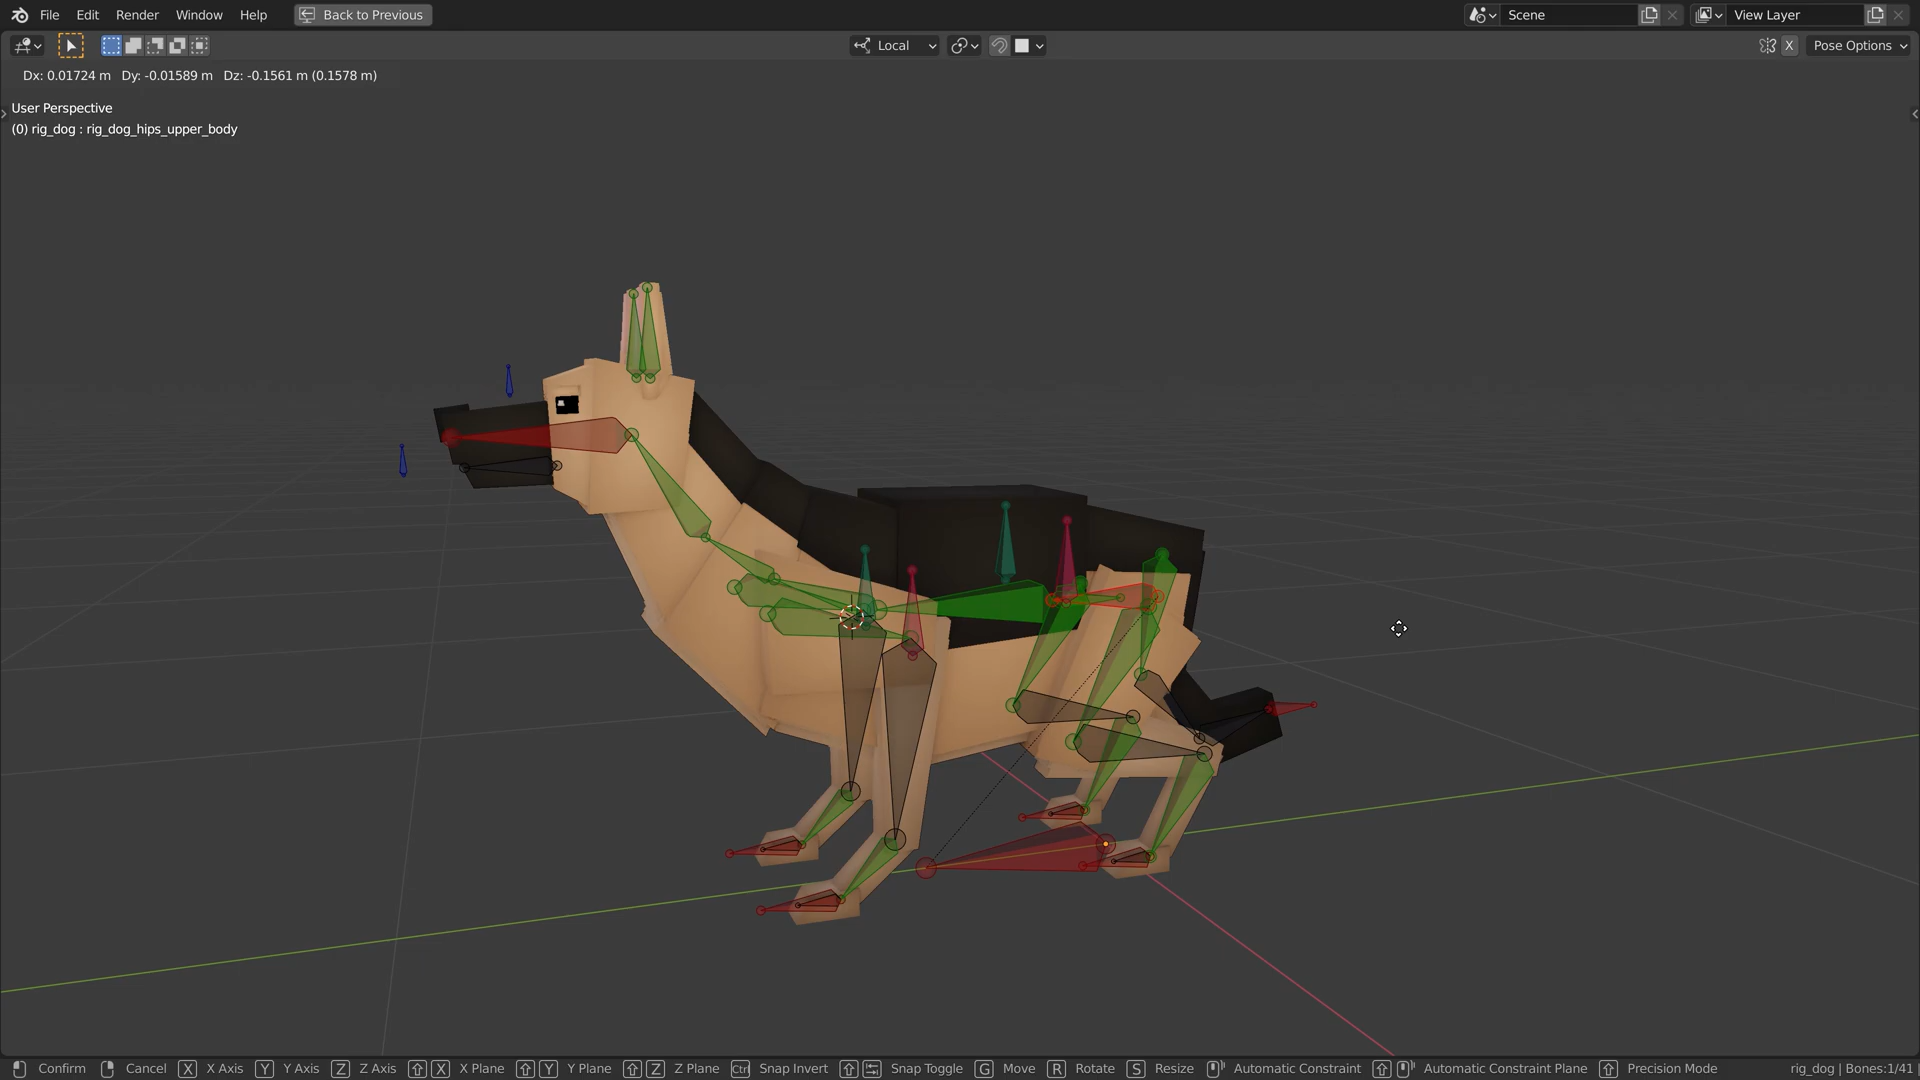 File Edit Render Window Help Back to Previous Scene View Layer
Local X Pose Options
Dx: 0.01724 m Dy: -0.01589 m Dz: -0.1561 m (0.1578 m)
User Perspective
(0) rig_dog : rig_dog_hips_upper_body
Confirm Cancel X X Axis Y Y Axis Z Z Axis X X Plane Y Y Plane Z Z Plane Ctrl Snap Invert Snap Toggle G Move R Rotate S Resize Automatic Constraint Automatic Constraint Plane Precision Mode rig_dog | Bones:1/41